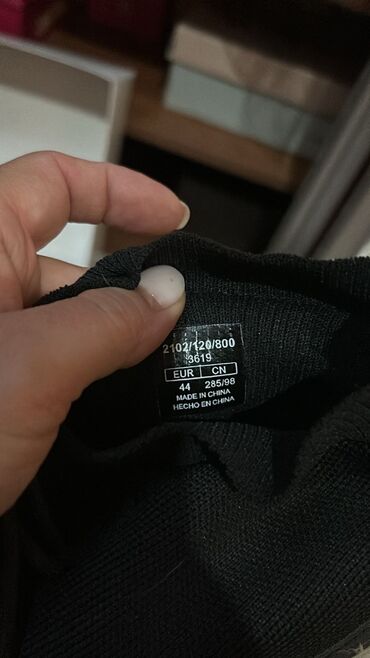 2102/120/800
3619
EUR CN
44 285/98
MADE IN CHINA
HECHO EN CHINA